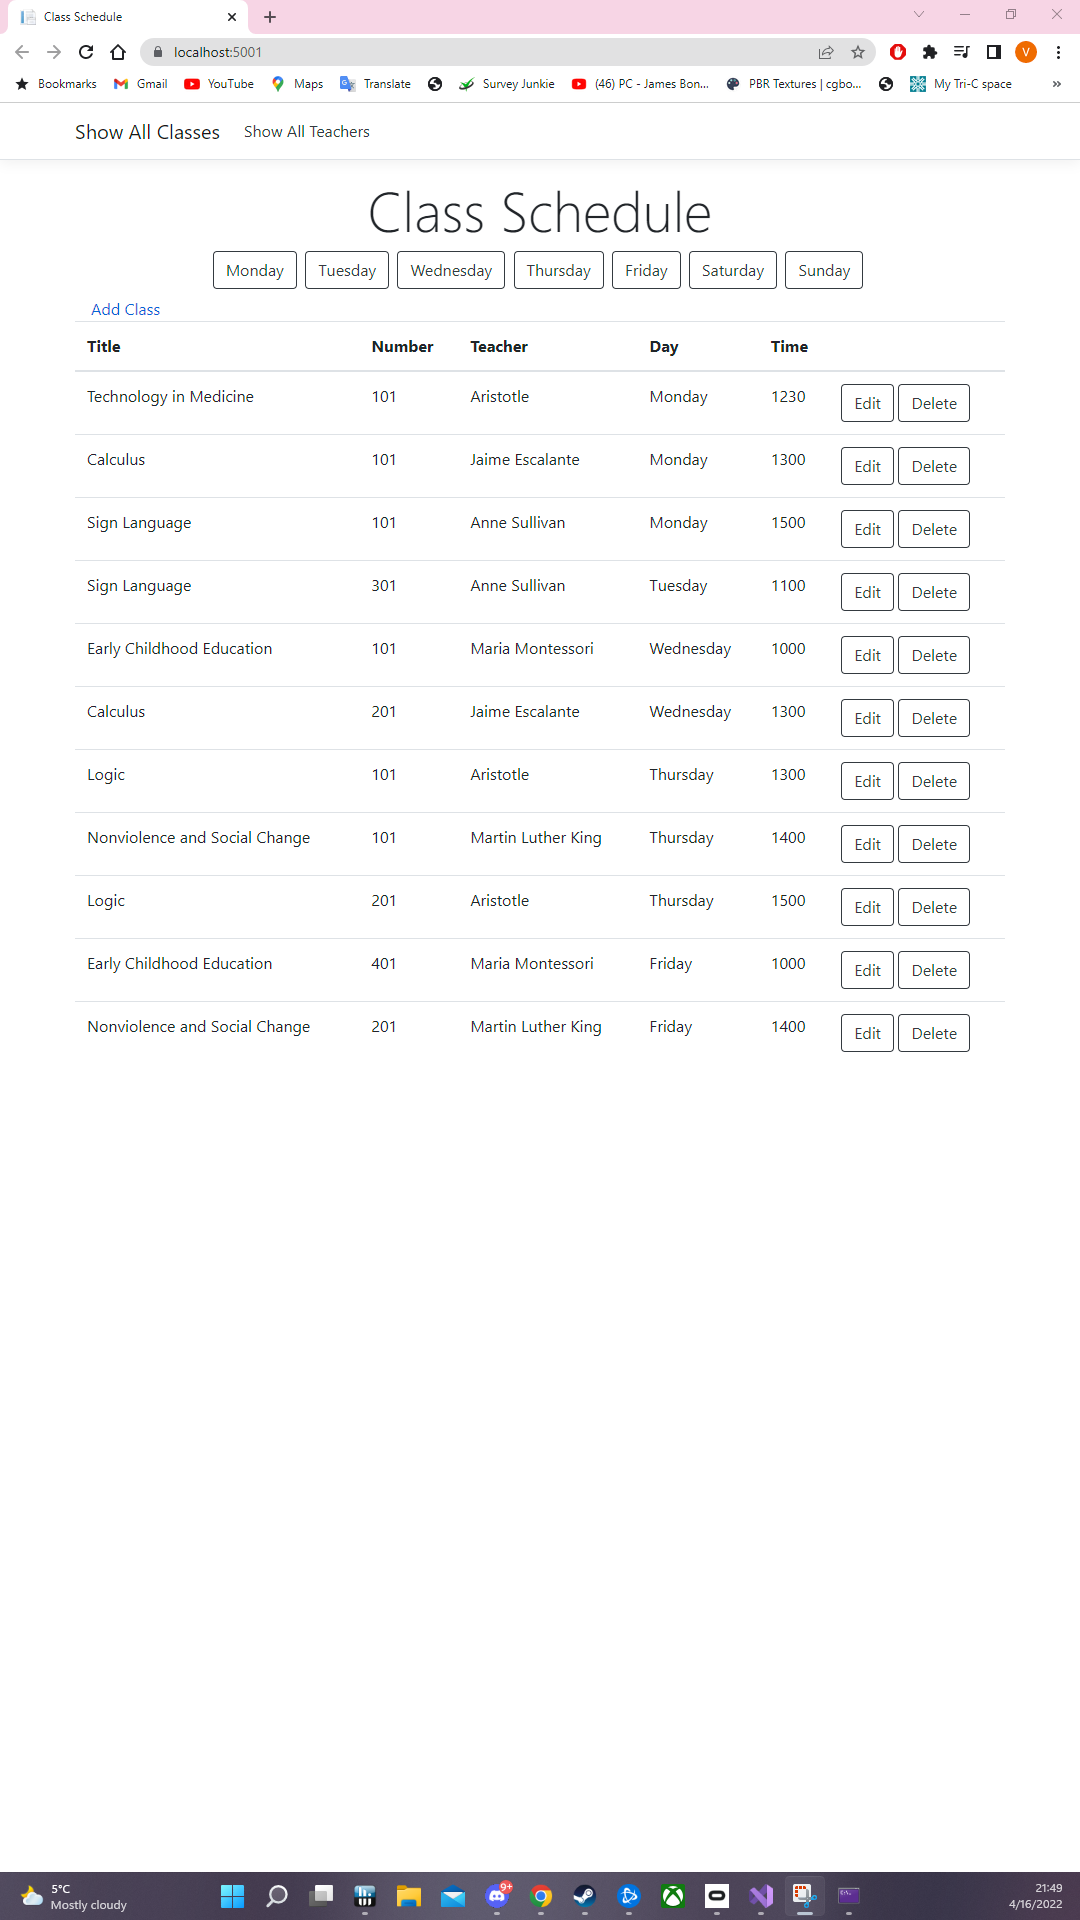 Class Schedule
localhost:5001
V
Bookmarks Gmail YouTube Maps Translate Survey Junkie (46) PC - James Bon... PBR Textures | cgbo... My Tri-C space »
Show All Classes Show All Teachers
Class Schedule
Monday Tuesday Wednesday Thursday Friday Saturday Sunday
Add Class
Title Number Teacher Day Time
Technology in Medicine 101 Aristotle Monday 1230 Edit Delete
Calculus 101 Jaime Escalante Monday 1300 Edit Delete
Sign Language 101 Anne Sullivan Monday 1500 Edit Delete
Sign Language 301 Anne Sullivan Tuesday 1100 Edit Delete
Early Childhood Education 101 Maria Montessori Wednesday 1000 Edit Delete
Calculus 201 Jaime Escalante Wednesday 1300 Edit Delete
Logic 101 Aristotle Thursday 1300 Edit Delete
Nonviolence and Social Change 101 Martin Luther King Thursday 1400 Edit Delete
Logic 201 Aristotle Thursday 1500 Edit Delete
Early Childhood Education 401 Maria Montessori Friday 1000 Edit Delete
Nonviolence and Social Change 201 Martin Luther King Friday 1400 Edit Delete
5°C
Mostly cloudy
9+
21:49
4/16/2022